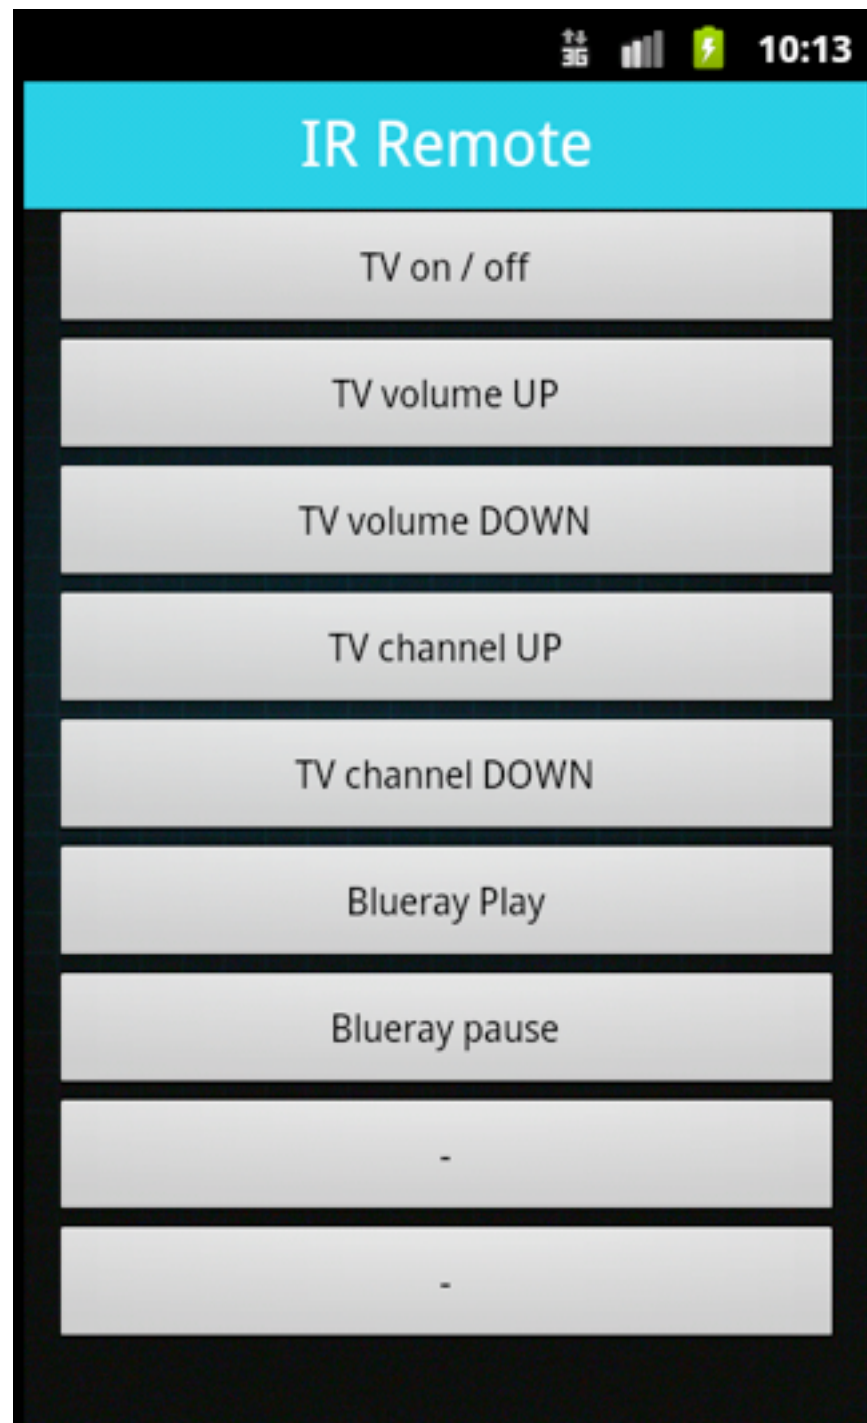 3G
10:13
IR Remote
TV on / off
TV volume UP
TV volume DOWN
TV channel UP
TV channel DOWN
Blueray Play
Blueray pause
-
-